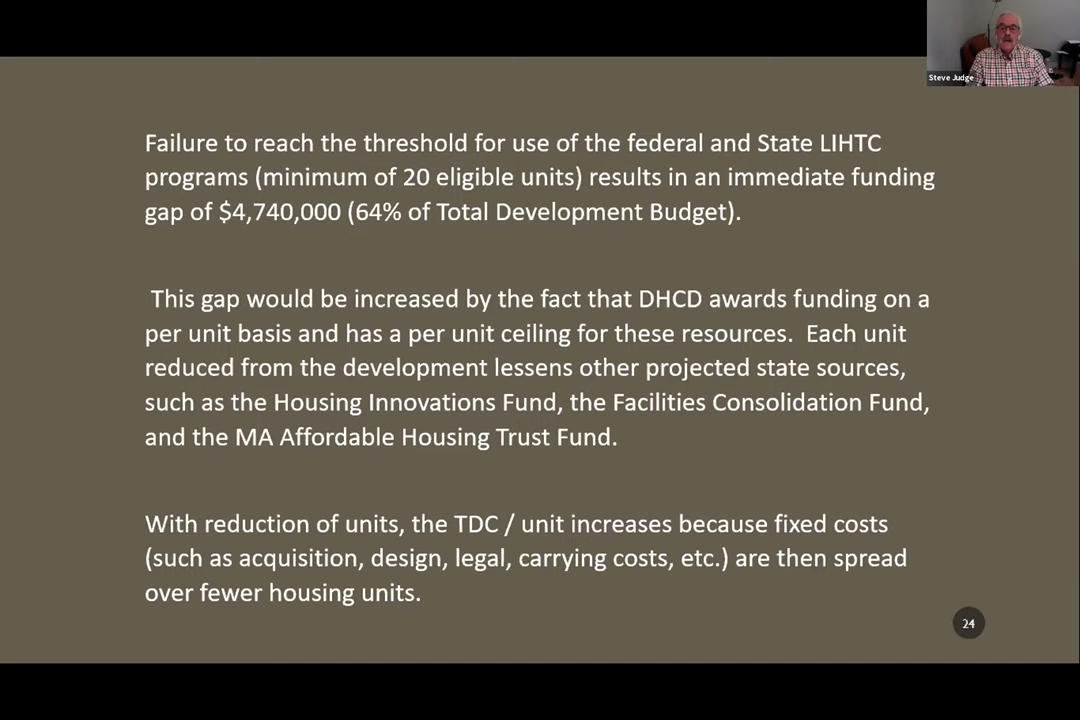 Steve Judge
Failure to reach the threshold for use of the federal and State LIHTC
programs (minimum of 20 eligible units) results in an immediate funding
gap of $4,740,000 (64% of Total Development Budget).
This gap would be increased by the fact that DHCD awards funding on a
per unit basis and has a per unit ceiling for these resources.  Each unit
reduced from the development lessens other projected state sources,
such as the Housing Innovations Fund, the Facilities Consolidation Fund,
and the MA Affordable Housing Trust Fund.
With reduction of units, the TDC / unit increases because fixed costs
(such as acquisition, design, legal, carrying costs, etc.) are then spread
over fewer housing units.
24